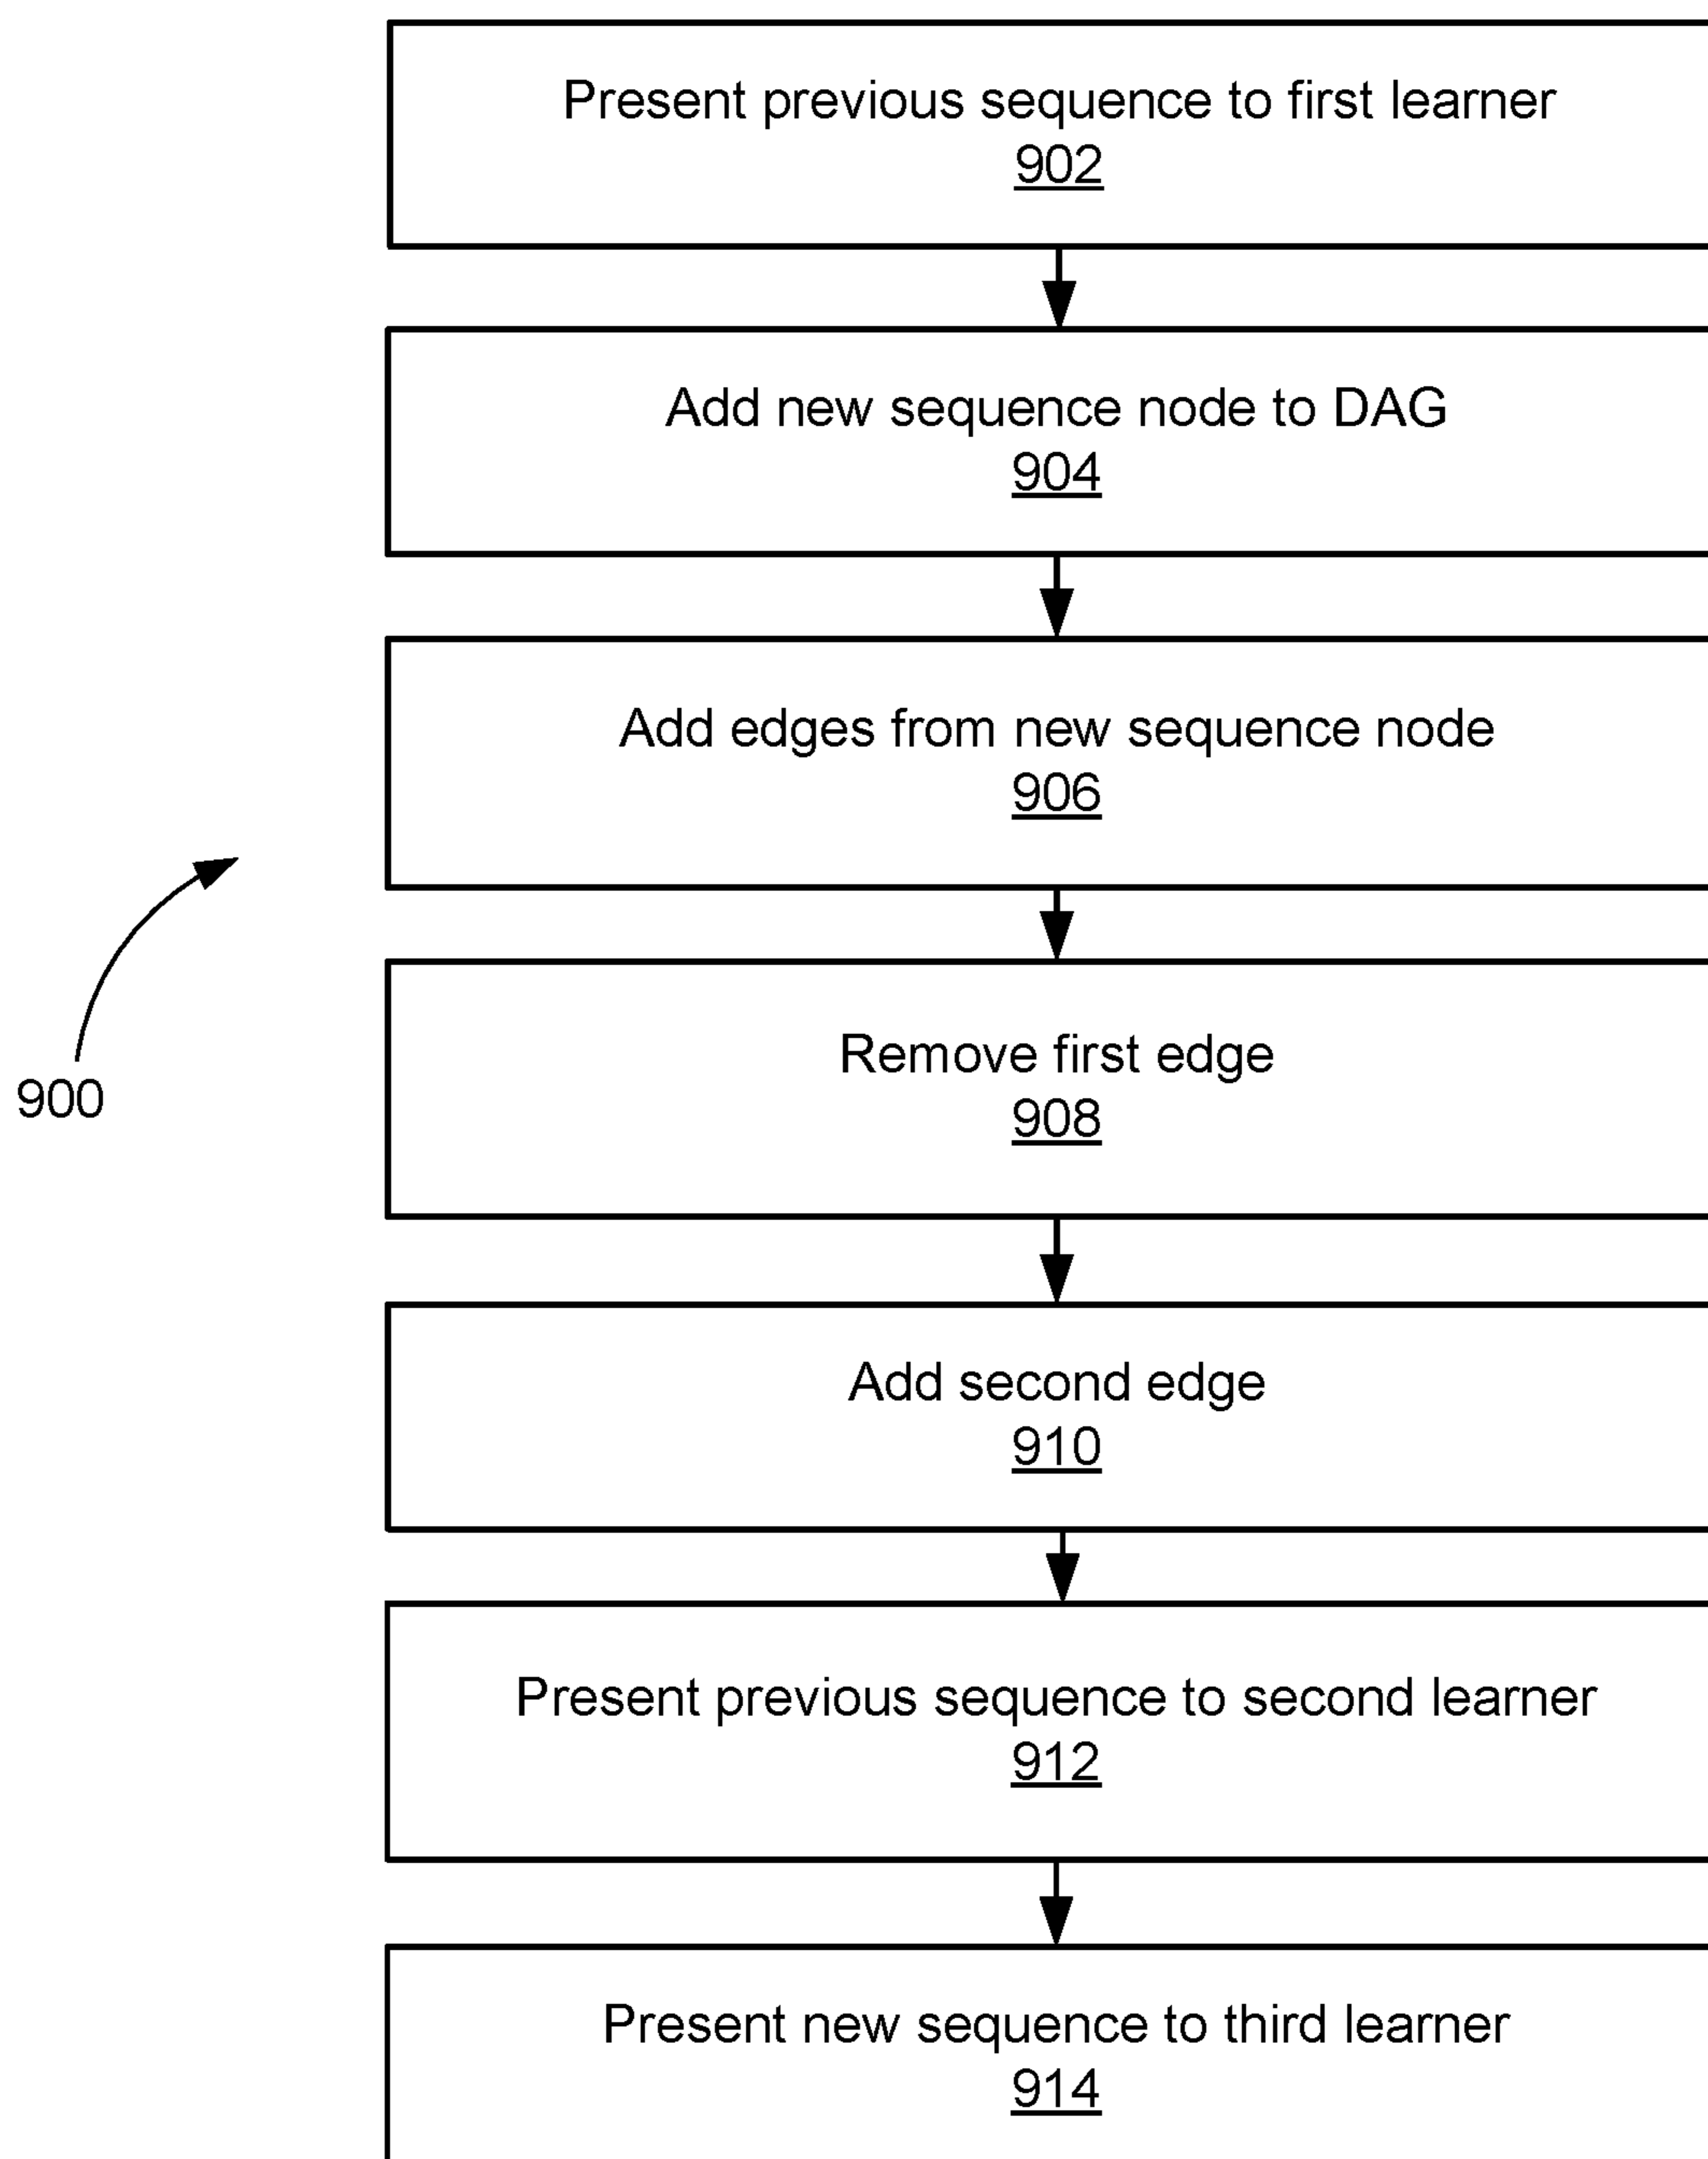 Present previous sequence to first learner
902
Add new sequence node to DAG
904
Add edges from new sequence node
906
Remove first edge
908
900
Add second edge
910
Present previous sequence to second learner
912
Present new sequence to third learner
914